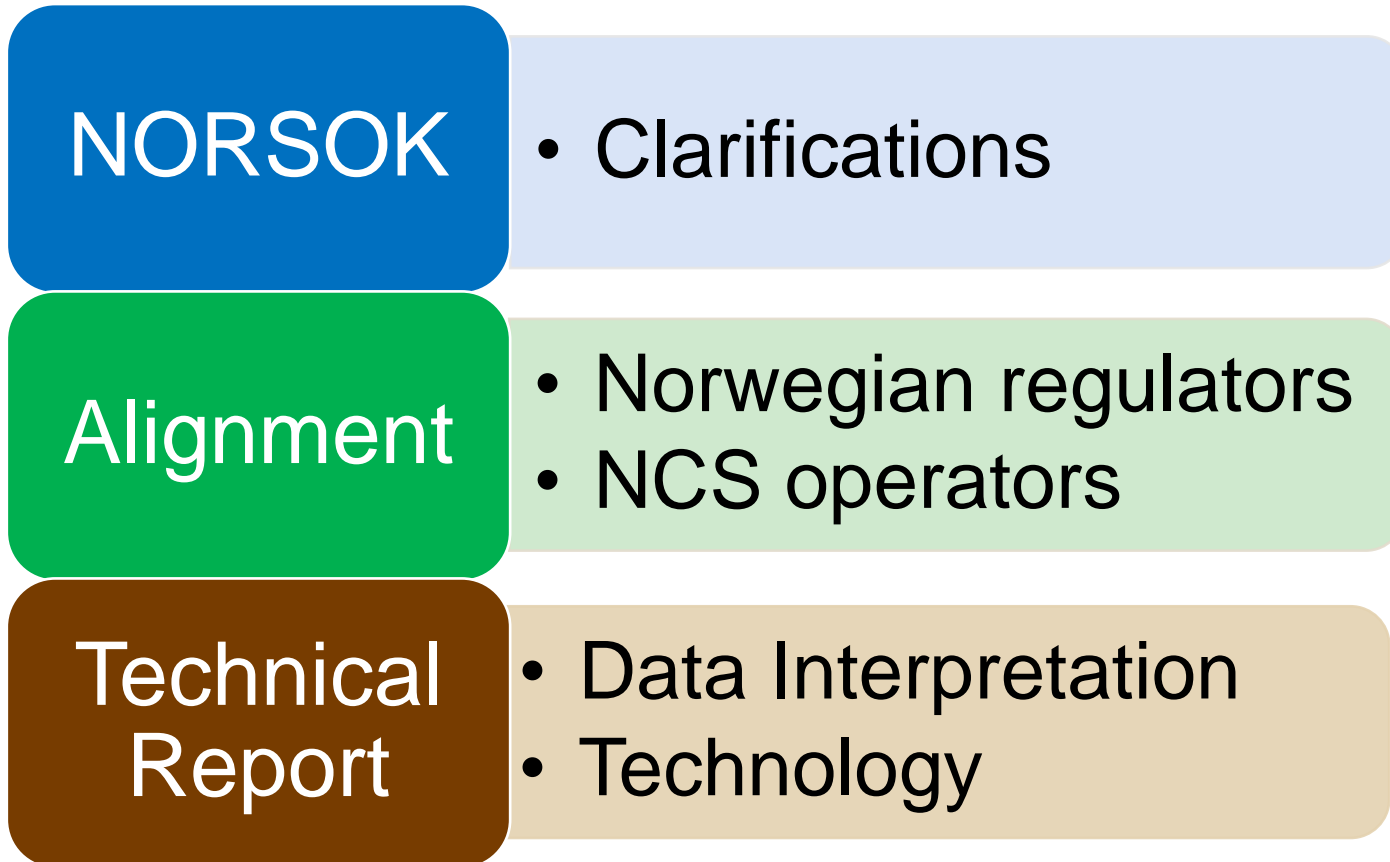 NORSOK
• Clarifications
Alignment
• Norwegian regulators
• NCS operators
Technical
Report
• Data Interpretation
• Technology